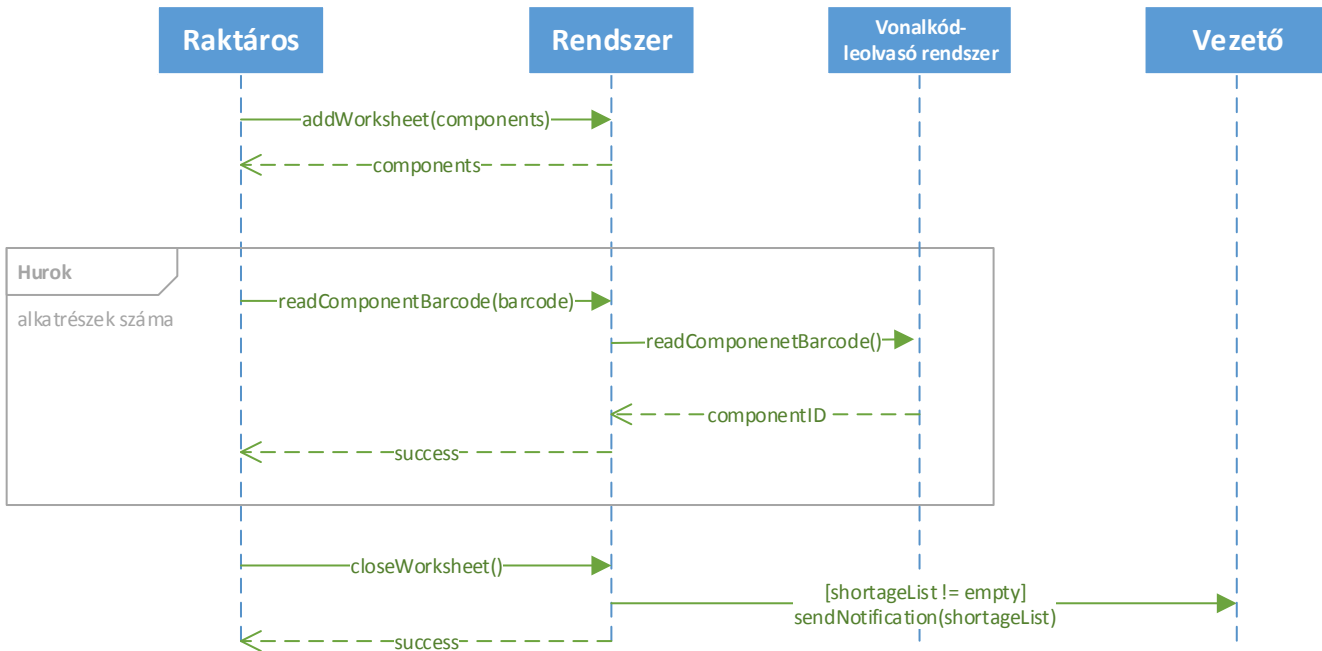 Raktáros
Rendszer
Vonalkód-
leolvasó rendszer
Vezető
addWorksheet(components)
components
Hurok
alkatrészek száma
readComponentBarcode(barcode)
readComponenetBarcode()
componentID
success
closeWorksheet()
[shortageList != empty]
sendNotification(shortageList)
success